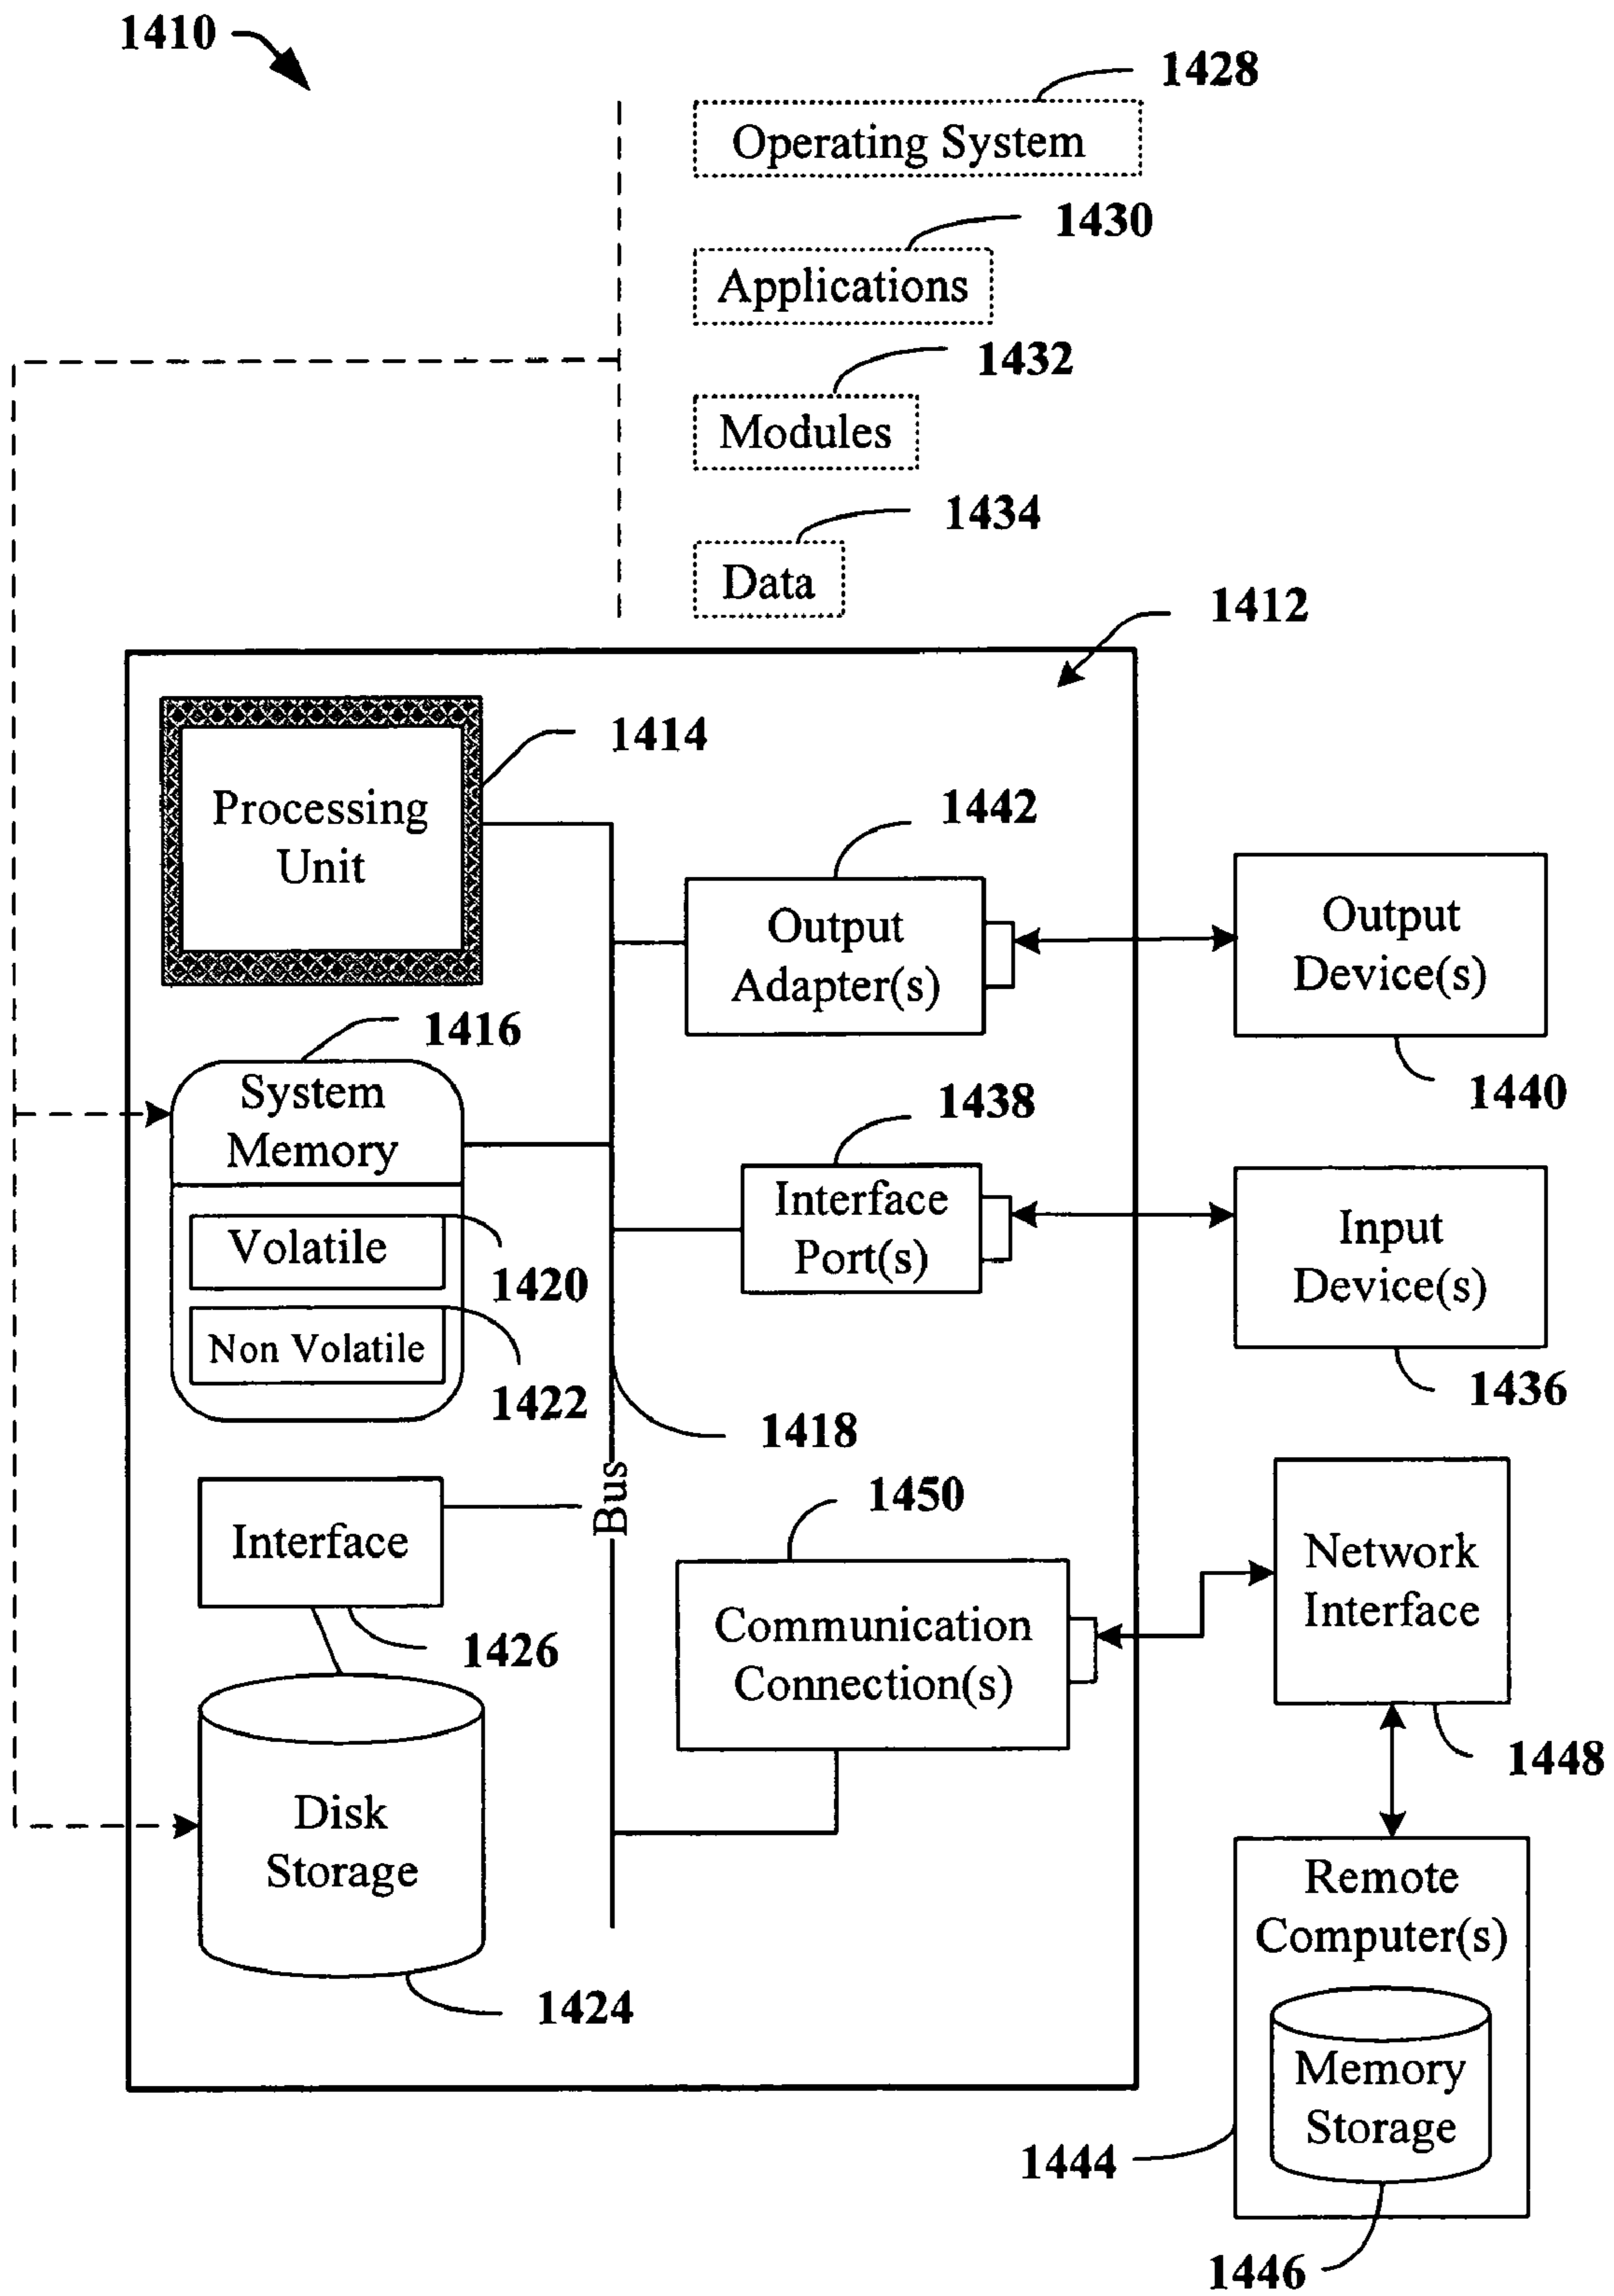 1410
1428
Operating System
1430
Applications
1432
Modules
1434
Data
1412
Processing
Unit
1414
1442
Output
Adapter(s)
Output
Device(s)
1440
1416
System
Memory
Volatile
1420
Non Volatile
1422
1438
Interface
Port(s)
Input
Device(s)
1436
1418
Bus
Interface
1426
1450
Communication
Connection(s)
Network
Interface
1448
Disk
Storage
1424
Remote
Computer(s)
Memory
Storage
1444
1446